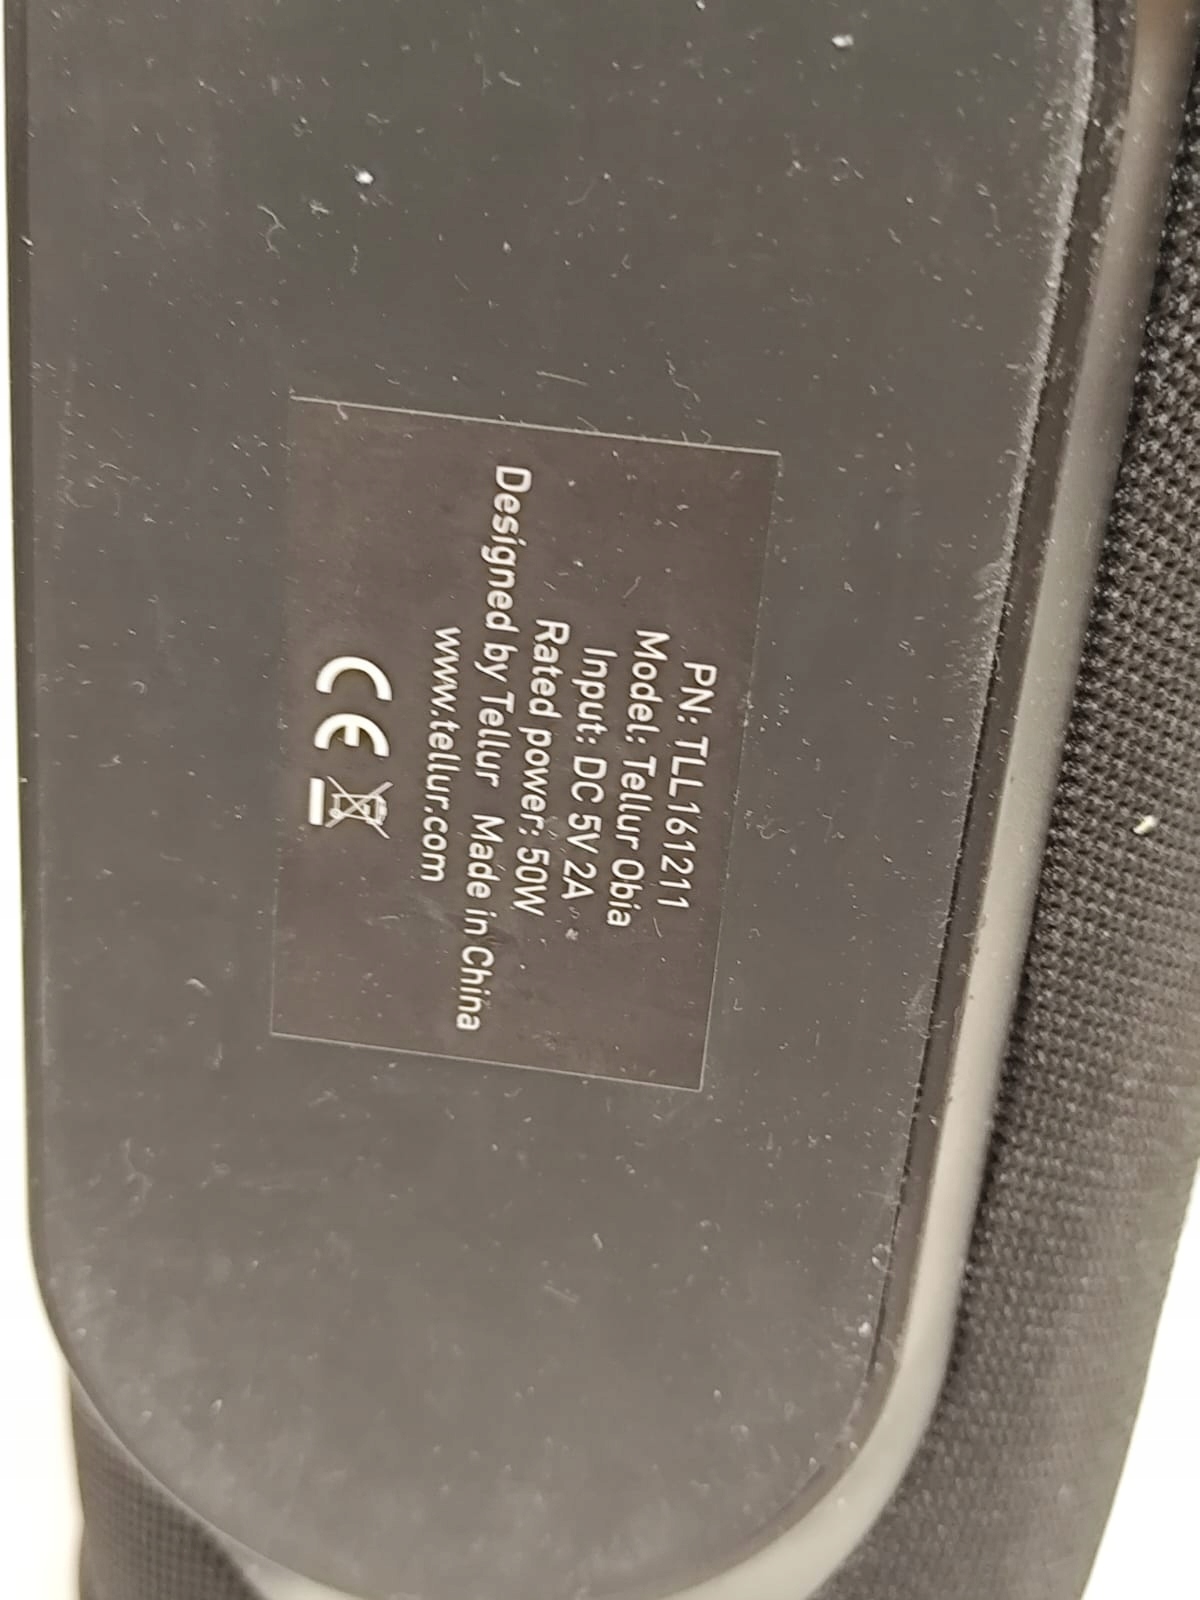 PN: TLL161211
Model: Tellur Obia
Input: DC 5V 2A
Rated power: 50W
Designed by Tellur Made in China
www.tellur.com
CE